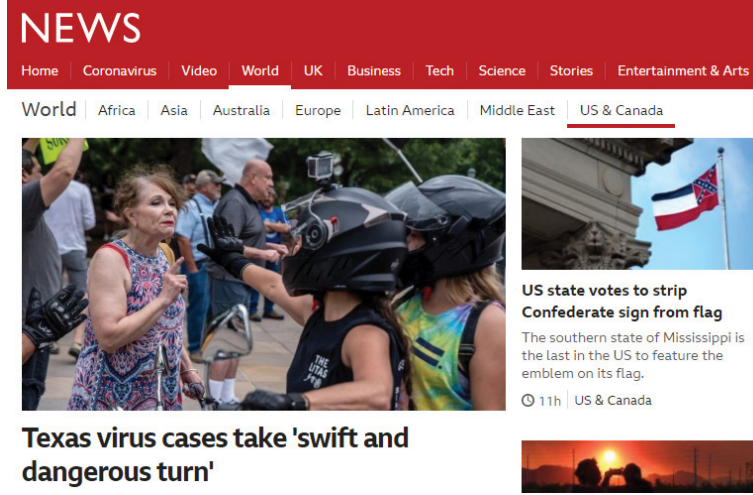 NEWS
Home Coronavirus Video World UK Business Tech Science Stories Entertainment & Arts
World Africa Asia Australia Europe Latin America Middle East US & Canada
THE
LITAS
US state votes to strip
Confederate sign from flag
The southern state of Mississippi is
the last in the US to feature the
emblem on its flag.
11h US & Canada
Texas virus cases take 'swift and
dangerous turn'